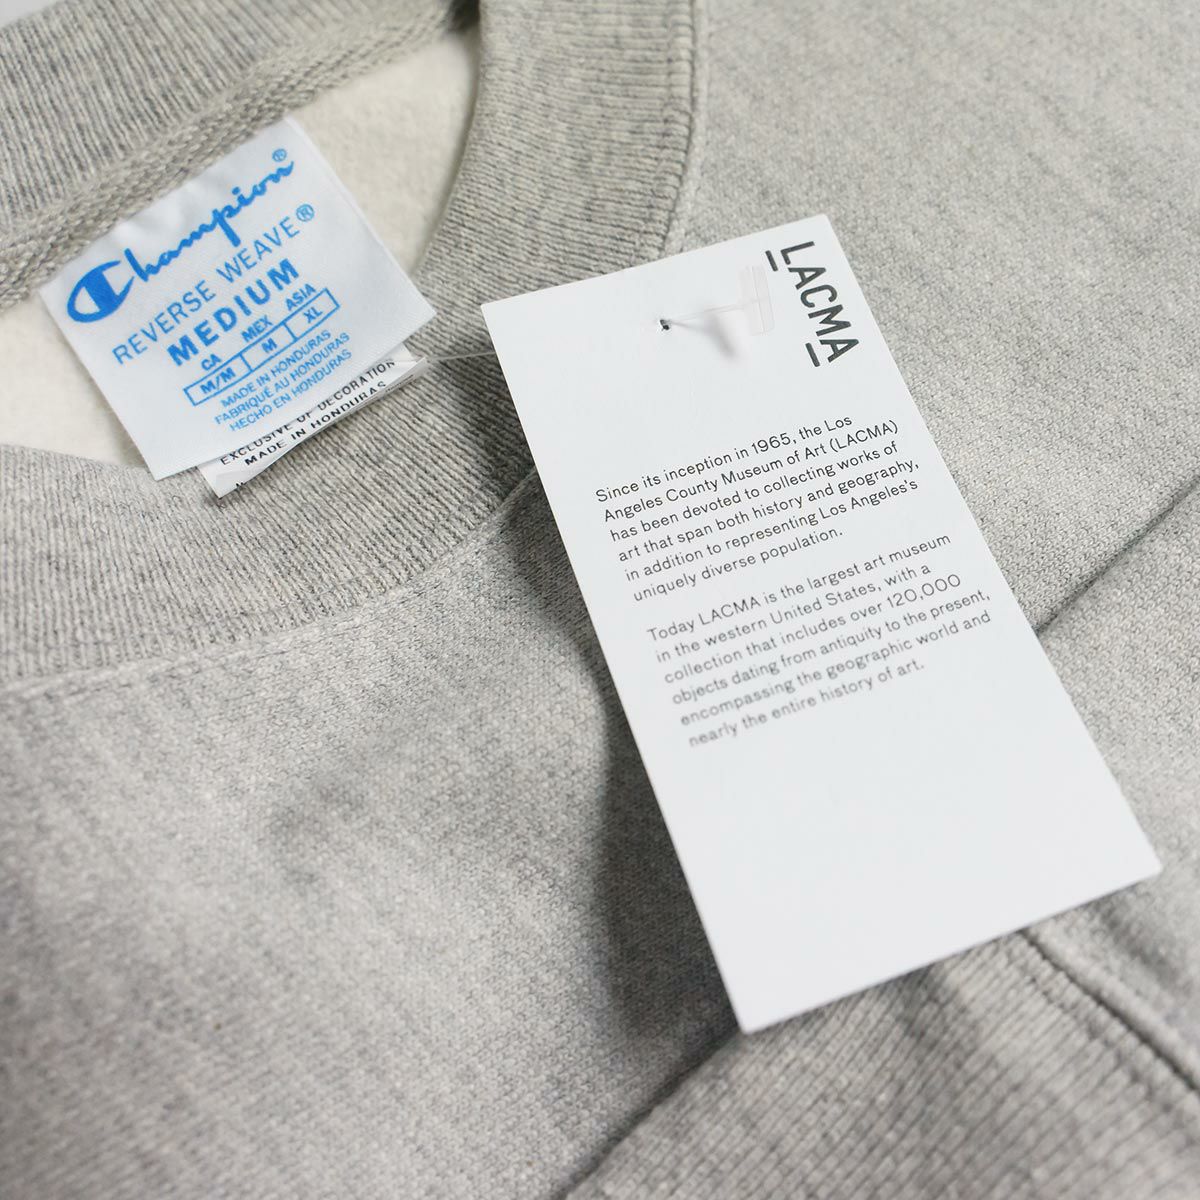 Champion®
REVERSE WEAVE®
MEDIUM
CA MEX ASIA
M/M M XL
MADE IN HONDURAS
FABRIQUÉ AU HONDURAS
HECHO EN HONDURAS
EXCLUSIVE OF DECORATION
MADE IN HONDURAS
LACMA
Since its inception in 1965, the Los
Angeles County Museum of Art (LACMA)
has been devoted to collecting works of
art that span both history and geography,
in addition to representing Los Angeles's
uniquely diverse population.
Today LACMA is the largest art museum
in the western United States, with a
collection that includes over 120,000
objects dating from antiquity to the present,
encompassing the geographic world and
nearly the entire history of art.